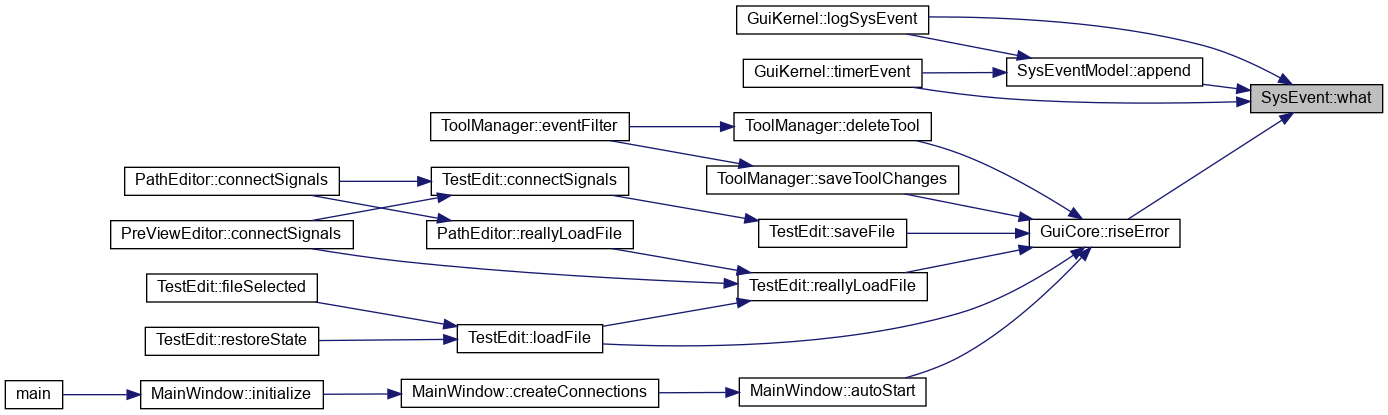 GuiKernel::logSysEvent
GuiKernel::timerEvent
SysEventModel::append
SysEvent::what
ToolManager::eventFilter
ToolManager::deleteTool
ToolManager::saveToolChanges
PathEditor::connectSignals
TestEdit::connectSignals
PreViewEditor::connectSignals
PathEditor::reallyLoadFile
TestEdit::saveFile
GuiCore::riseError
TestEdit::reallyLoadFile
TestEdit::fileSelected
TestEdit::restoreState
TestEdit::loadFile
main
MainWindow::initialize
MainWindow::createConnections
MainWindow::autoStart